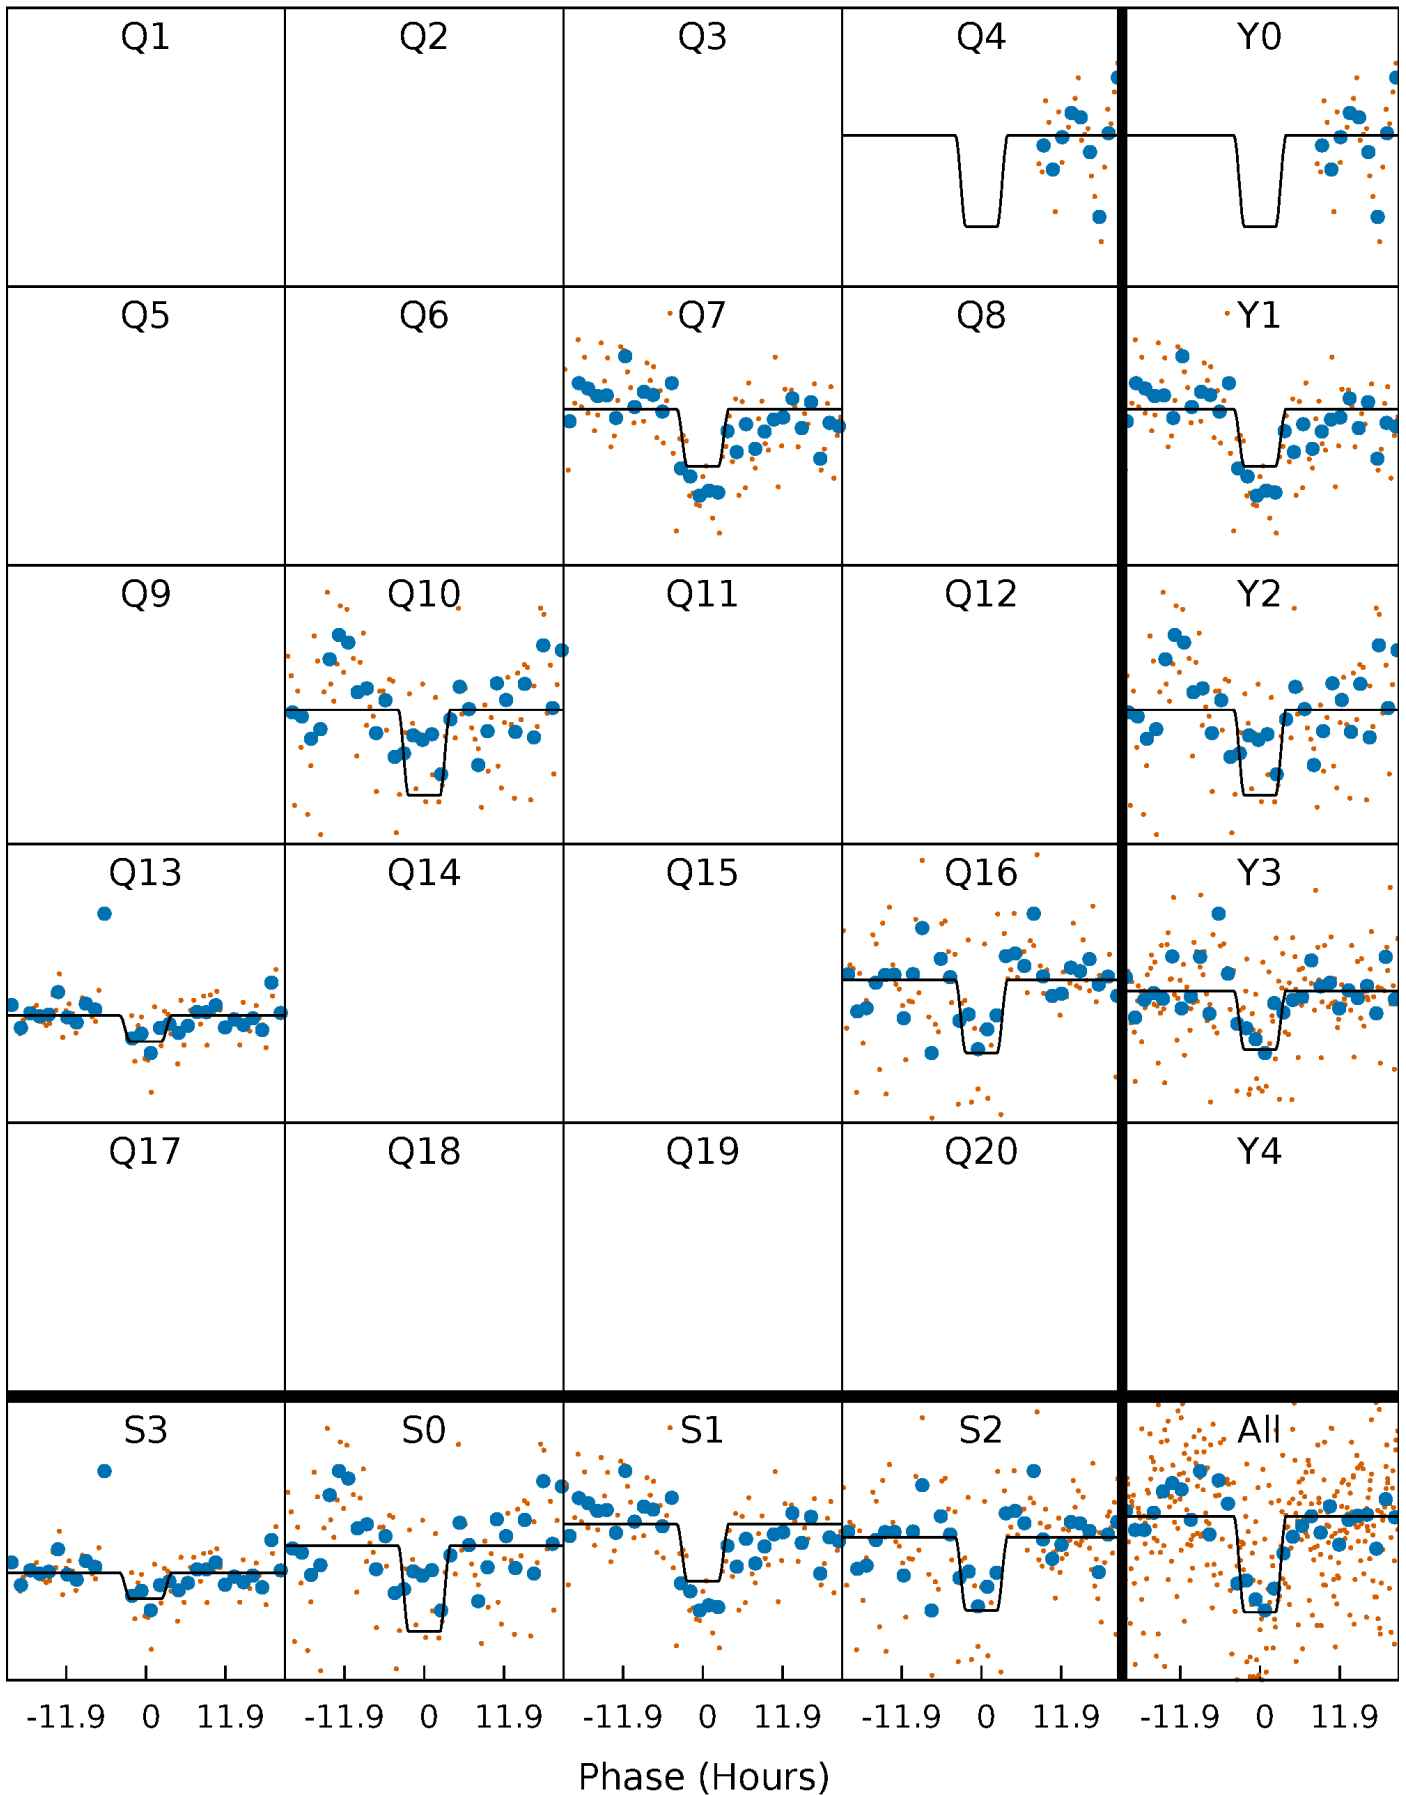 Q1 Q2 Q3 Q4 Y0
Q5 Q6 Q7 Q8 Y1
Q9 Q10 Q11 Q12 Y2
Q13 Q14 Q15 Q16 Y3
Q17 Q18 Q19 Q20 Y4
S3 S0 S1 S2 All
-11.9 0 11.9 -11.9 0 11.9 -11.9 0 11.9 -11.9 0 11.9 -11.9 0 11.9
Phase (Hours)